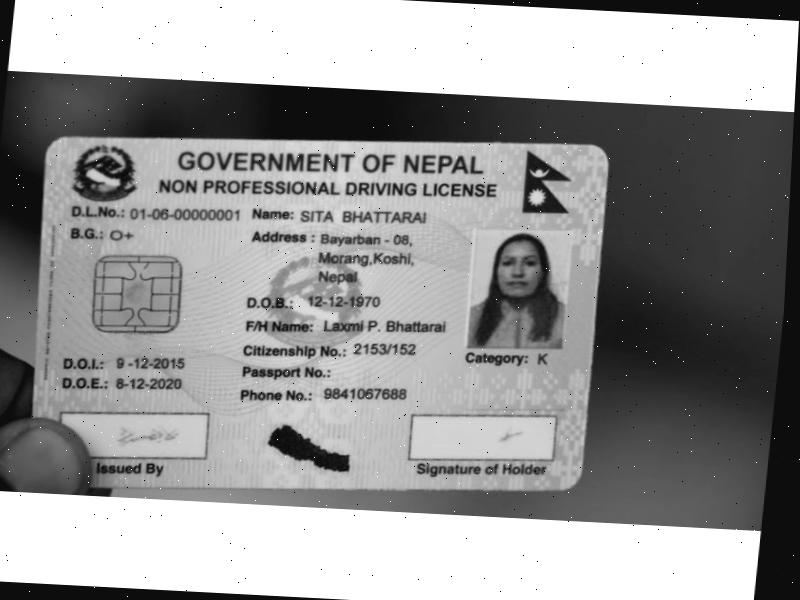 GOVERNMENT OF NEPAL
NON PROFESSIONAL DRIVING LICENSE
D.L.No.: 01-06-00000001 Name: SITA BHATTARAI
B.G.: O+
Address : Bayarban - 08,
Morang,Koshi,
Nepal
D.O.B.: 12-12-1970
F/H Name: Laxmi P. Bhattarai
Citizenship No.: 2153/152
Category: K
D.O.I.: 9 -12-2015
Passport No.:
D.O.E.: 8-12-2020
Phone No.: 9841067688
Issued By
Signature of Holder